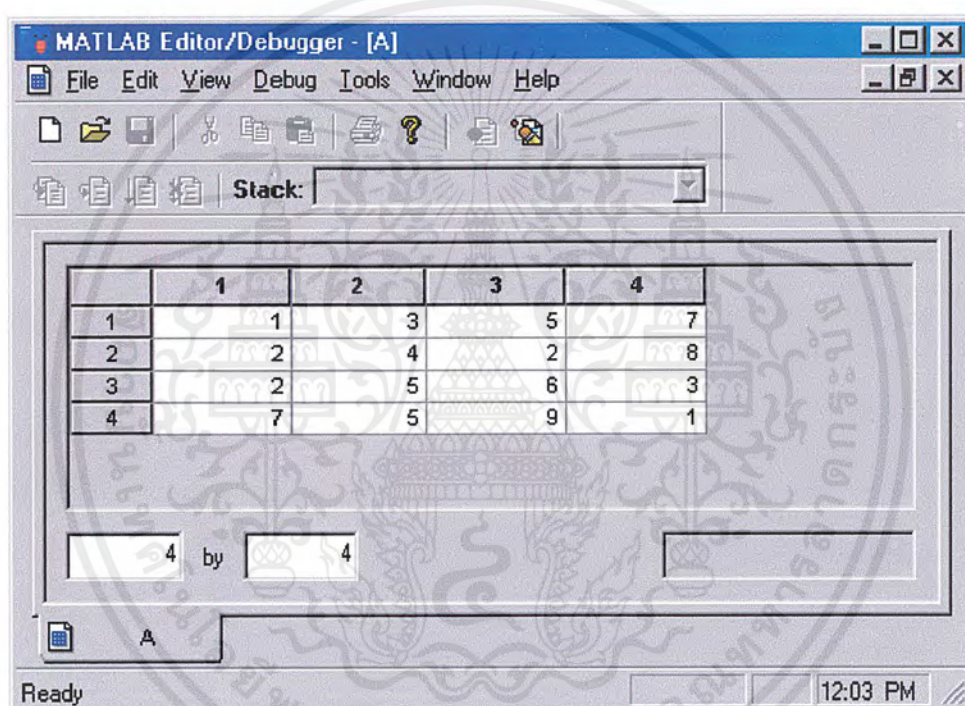 MATLAB Editor/Debugger - [A]
File Edit View Debug Tools Window Help
Stack:
1 2 3 4
1 1 3 5 7
2 2 4 2 8
3 2 5 6 3
4 7 5 9 1
4 by 4
A
Ready 12:03 PM